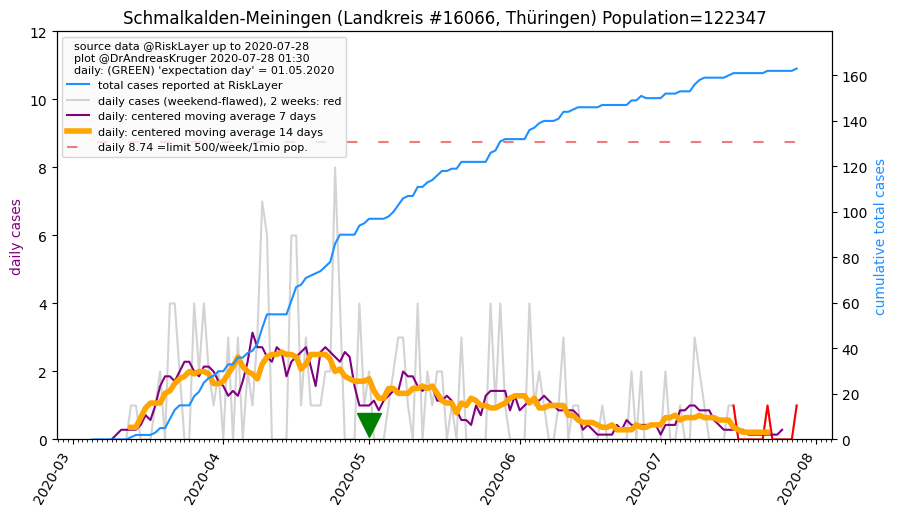 Schmalkalden-Meiningen (Landkreis #16066, Thüringen) Population=122347
source data @RiskLayer up to 2020-07-28
plot @DrAndreasKruger 2020-07-28 01:30
daily: (GREEN) 'expectation day' = 01.05.2020
total cases reported at RiskLayer
daily cases (weekend-flawed), 2 weeks: red
daily: centered moving average 7 days
daily: centered moving average 14 days
daily 8.74 =limit 500/week/1mio pop.
daily cases
12
10
8
6
4
2
0
cumulative total cases
160
140
120
100
80
60
40
20
0
2020-03
2020-04
2020-05
2020-06
2020-07
2020-08